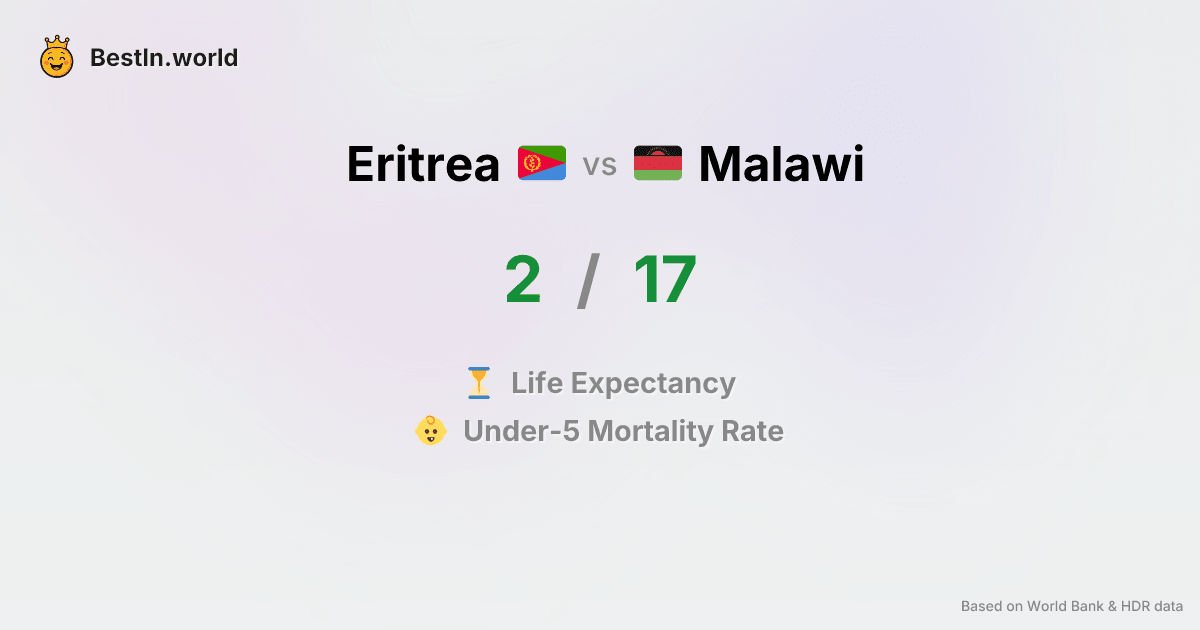 BestIn.world
Eritrea vs Malawi
2 / 17
Life Expectancy
Under-5 Mortality Rate
Based on World Bank & HDR data